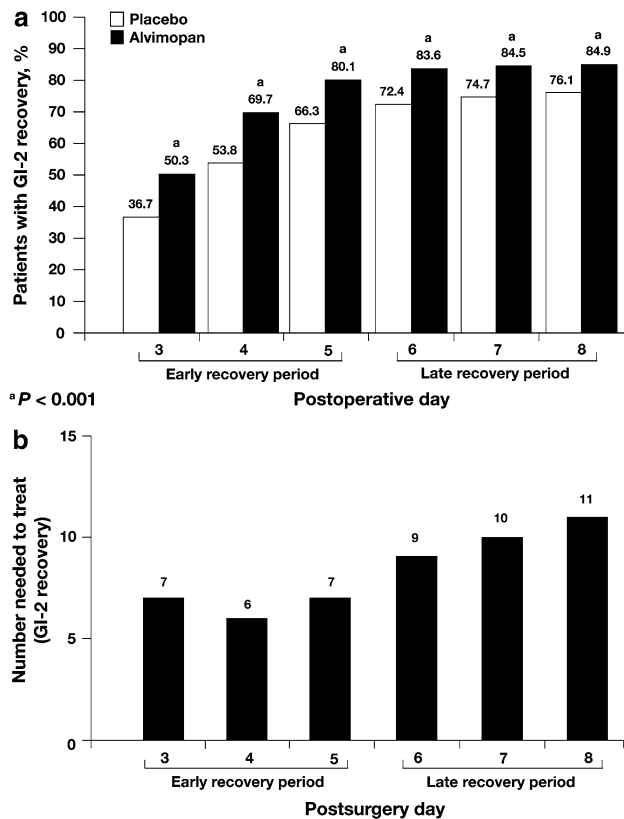 a
Placebo
Alvimopan
Patients with GI-2 recovery, %
100
90
80
70
60
50
40
30
80
10
0
36.7
a
50.3
53.8
a
69.7
66.3
a
80.1
72.4
a
83.6
74.7
a
84.5
76.1
a
84.9
3 4 5 6 7 8
Early recovery period Late recovery period
a P < 0.001
Postoperative day
b
Number needed to treat
(GI-2 recovery)
15
10
5
0
7
6
7
9
10
11
3 4 5 6 7 8
Early recovery period Late recovery period
Postsurgery day